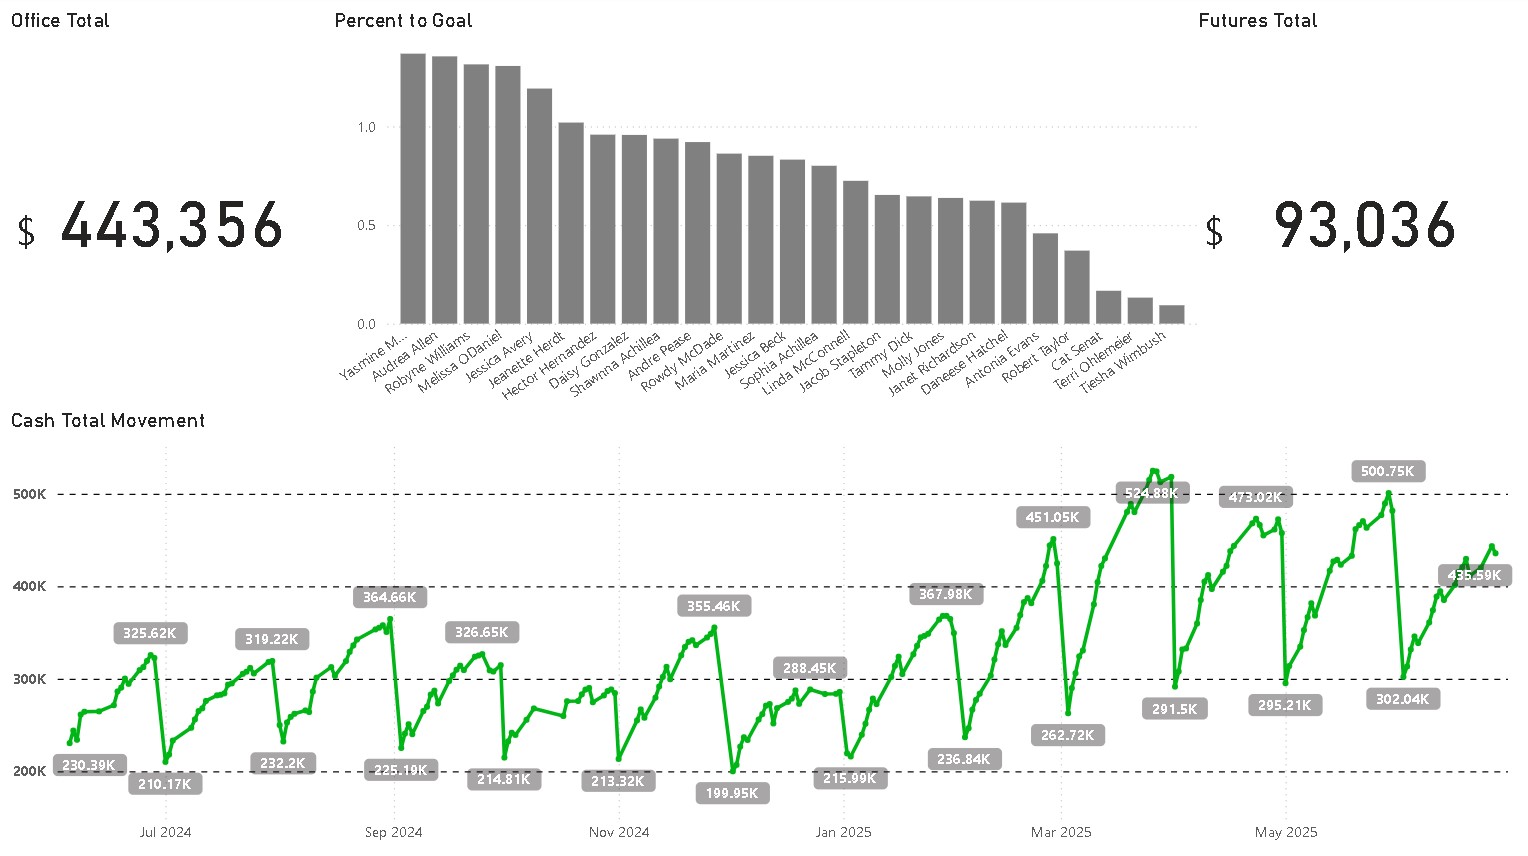 Office Total
Percent to Goal
Futures Total
$ 443,356
1.0
0.5
0.0
Yasmine M...
Audrea Allen
Robyne Williams
Melissa ODaniel
Jessica Avery
Jeanette Herdt
Hector Hernandez
Daisy Gonzalez
Shawnna Achillea
Andre Pease
Rowdy McDade
Maria Martinez
Jessica Beck
Sophia Achillea
Linda McConnell
Jacob Stapleton
Tammy Dick
Molly Jones
Janet Richardson
Daneese Hatchel
Antonia Evans
Robert Taylor
Cat Senat
Terri Ohlemeier
Tiesha Wimbush
$ 93,036
Cash Total Movement
500K
400K
300K
200K
230.39K
325.62K
210.17K
319.22K
232.2K
364.66K
225.19K
326.65K
214.81K
213.32K
355.46K
199.95K
288.45K
215.99K
367.98K
236.84K
451.05K
262.72K
524.88K
291.5K
473.02K
295.21K
500.75K
302.04K
435.59K
Jul 2024
Sep 2024
Nov 2024
Jan 2025
Mar 2025
May 2025